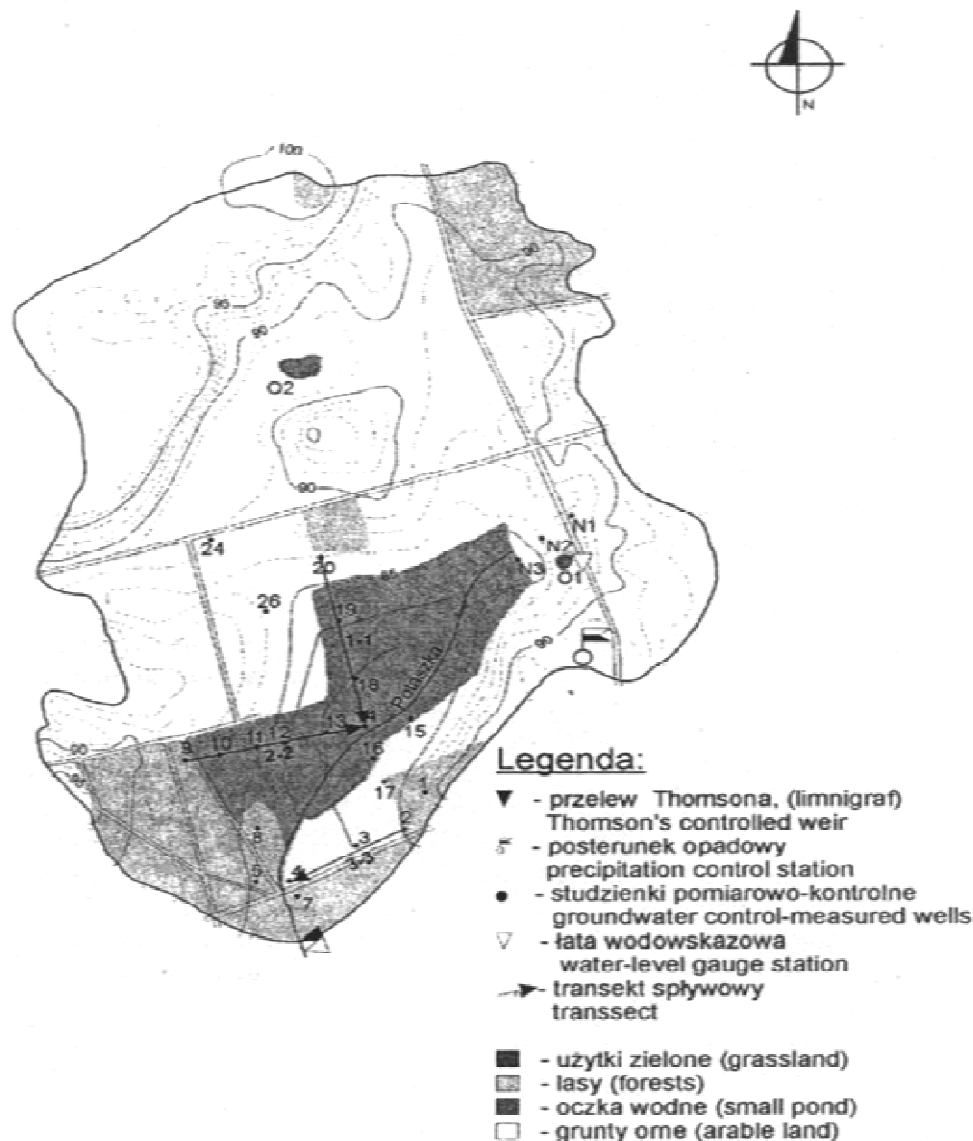 N
100
90
90
90
O2
90
24
N1
N2
N3
O1
20
85
26
19
1-1
90
O
18
Potaszka
13
15
12
11
10
9
2-2
16
90
17
1
2
8
3
3-3
4
7
Legenda:
- przelew Thomsona, (limnigraf)
Thomson's controlled weir
- posterunek opadowy
precipitation control station
- studzienki pomiarowo-kontrolne
groundwater control-measured wells
- łata wodowskazowa
water-level gauge station
- transekt spływowy
transsect
- użytki zielone (grassland)
- lasy (forests)
- oczka wodne (small pond)
- grunty orne (arable land)